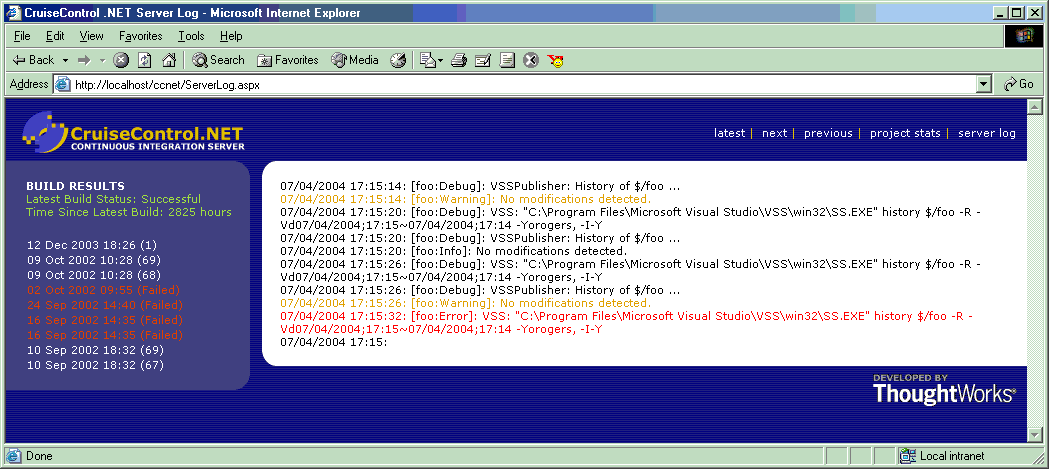 CruiseControl .NET Server Log - Microsoft Internet Explorer
File Edit View Favorites Tools Help
Back Search Favorites Media
Address http://localhost/ccnet/ServerLog.aspx Go
CruiseControl.NET
CONTINUOUS INTEGRATION SERVER
latest | next | previous | project stats | server log
BUILD RESULTS
Latest Build Status: Successful
Time Since Latest Build: 2825 hours
12 Dec 2003 18:26 (1)
09 Oct 2002 10:28 (69)
09 Oct 2002 10:28 (68)
02 Oct 2002 09:55 (Failed)
24 Sep 2002 14:40 (Failed)
16 Sep 2002 14:35 (Failed)
16 Sep 2002 14:35 (Failed)
10 Sep 2002 18:32 (69)
10 Sep 2002 18:32 (67)
07/04/2004 17:15:14: [foo:Debug]: VSSPublisher: History of $/foo ...
07/04/2004 17:15:14: [foo:Warning]: No modifications detected.
07/04/2004 17:15:20: [foo:Debug]: VSS: "C:\Program Files\Microsoft Visual Studio\VSS\win32\SS.EXE" history $/foo -R -
Vd07/04/2004;17:15~07/04/2004;17:14 -Yorogers, -I-Y
07/04/2004 17:15:20: [foo:Debug]: VSSPublisher: History of $/foo ...
07/04/2004 17:15:20: [foo:Info]: No modifications detected.
07/04/2004 17:15:26: [foo:Debug]: VSS: "C:\Program Files\Microsoft Visual Studio\VSS\win32\SS.EXE" history $/foo -R -
Vd07/04/2004;17:15~07/04/2004;17:14 -Yorogers, -I-Y
07/04/2004 17:15:26: [foo:Debug]: VSSPublisher: History of $/foo ...
07/04/2004 17:15:26: [foo:Warning]: No modifications detected.
07/04/2004 17:15:32: [foo:Error]: VSS: "C:\Program Files\Microsoft Visual Studio\VSS\win32\SS.EXE" history $/foo -R -
Vd07/04/2004;17:15~07/04/2004;17:14 -Yorogers, -I-Y
07/04/2004 17:15:
DEVELOPED BY
ThoughtWorks®
Done Local intranet